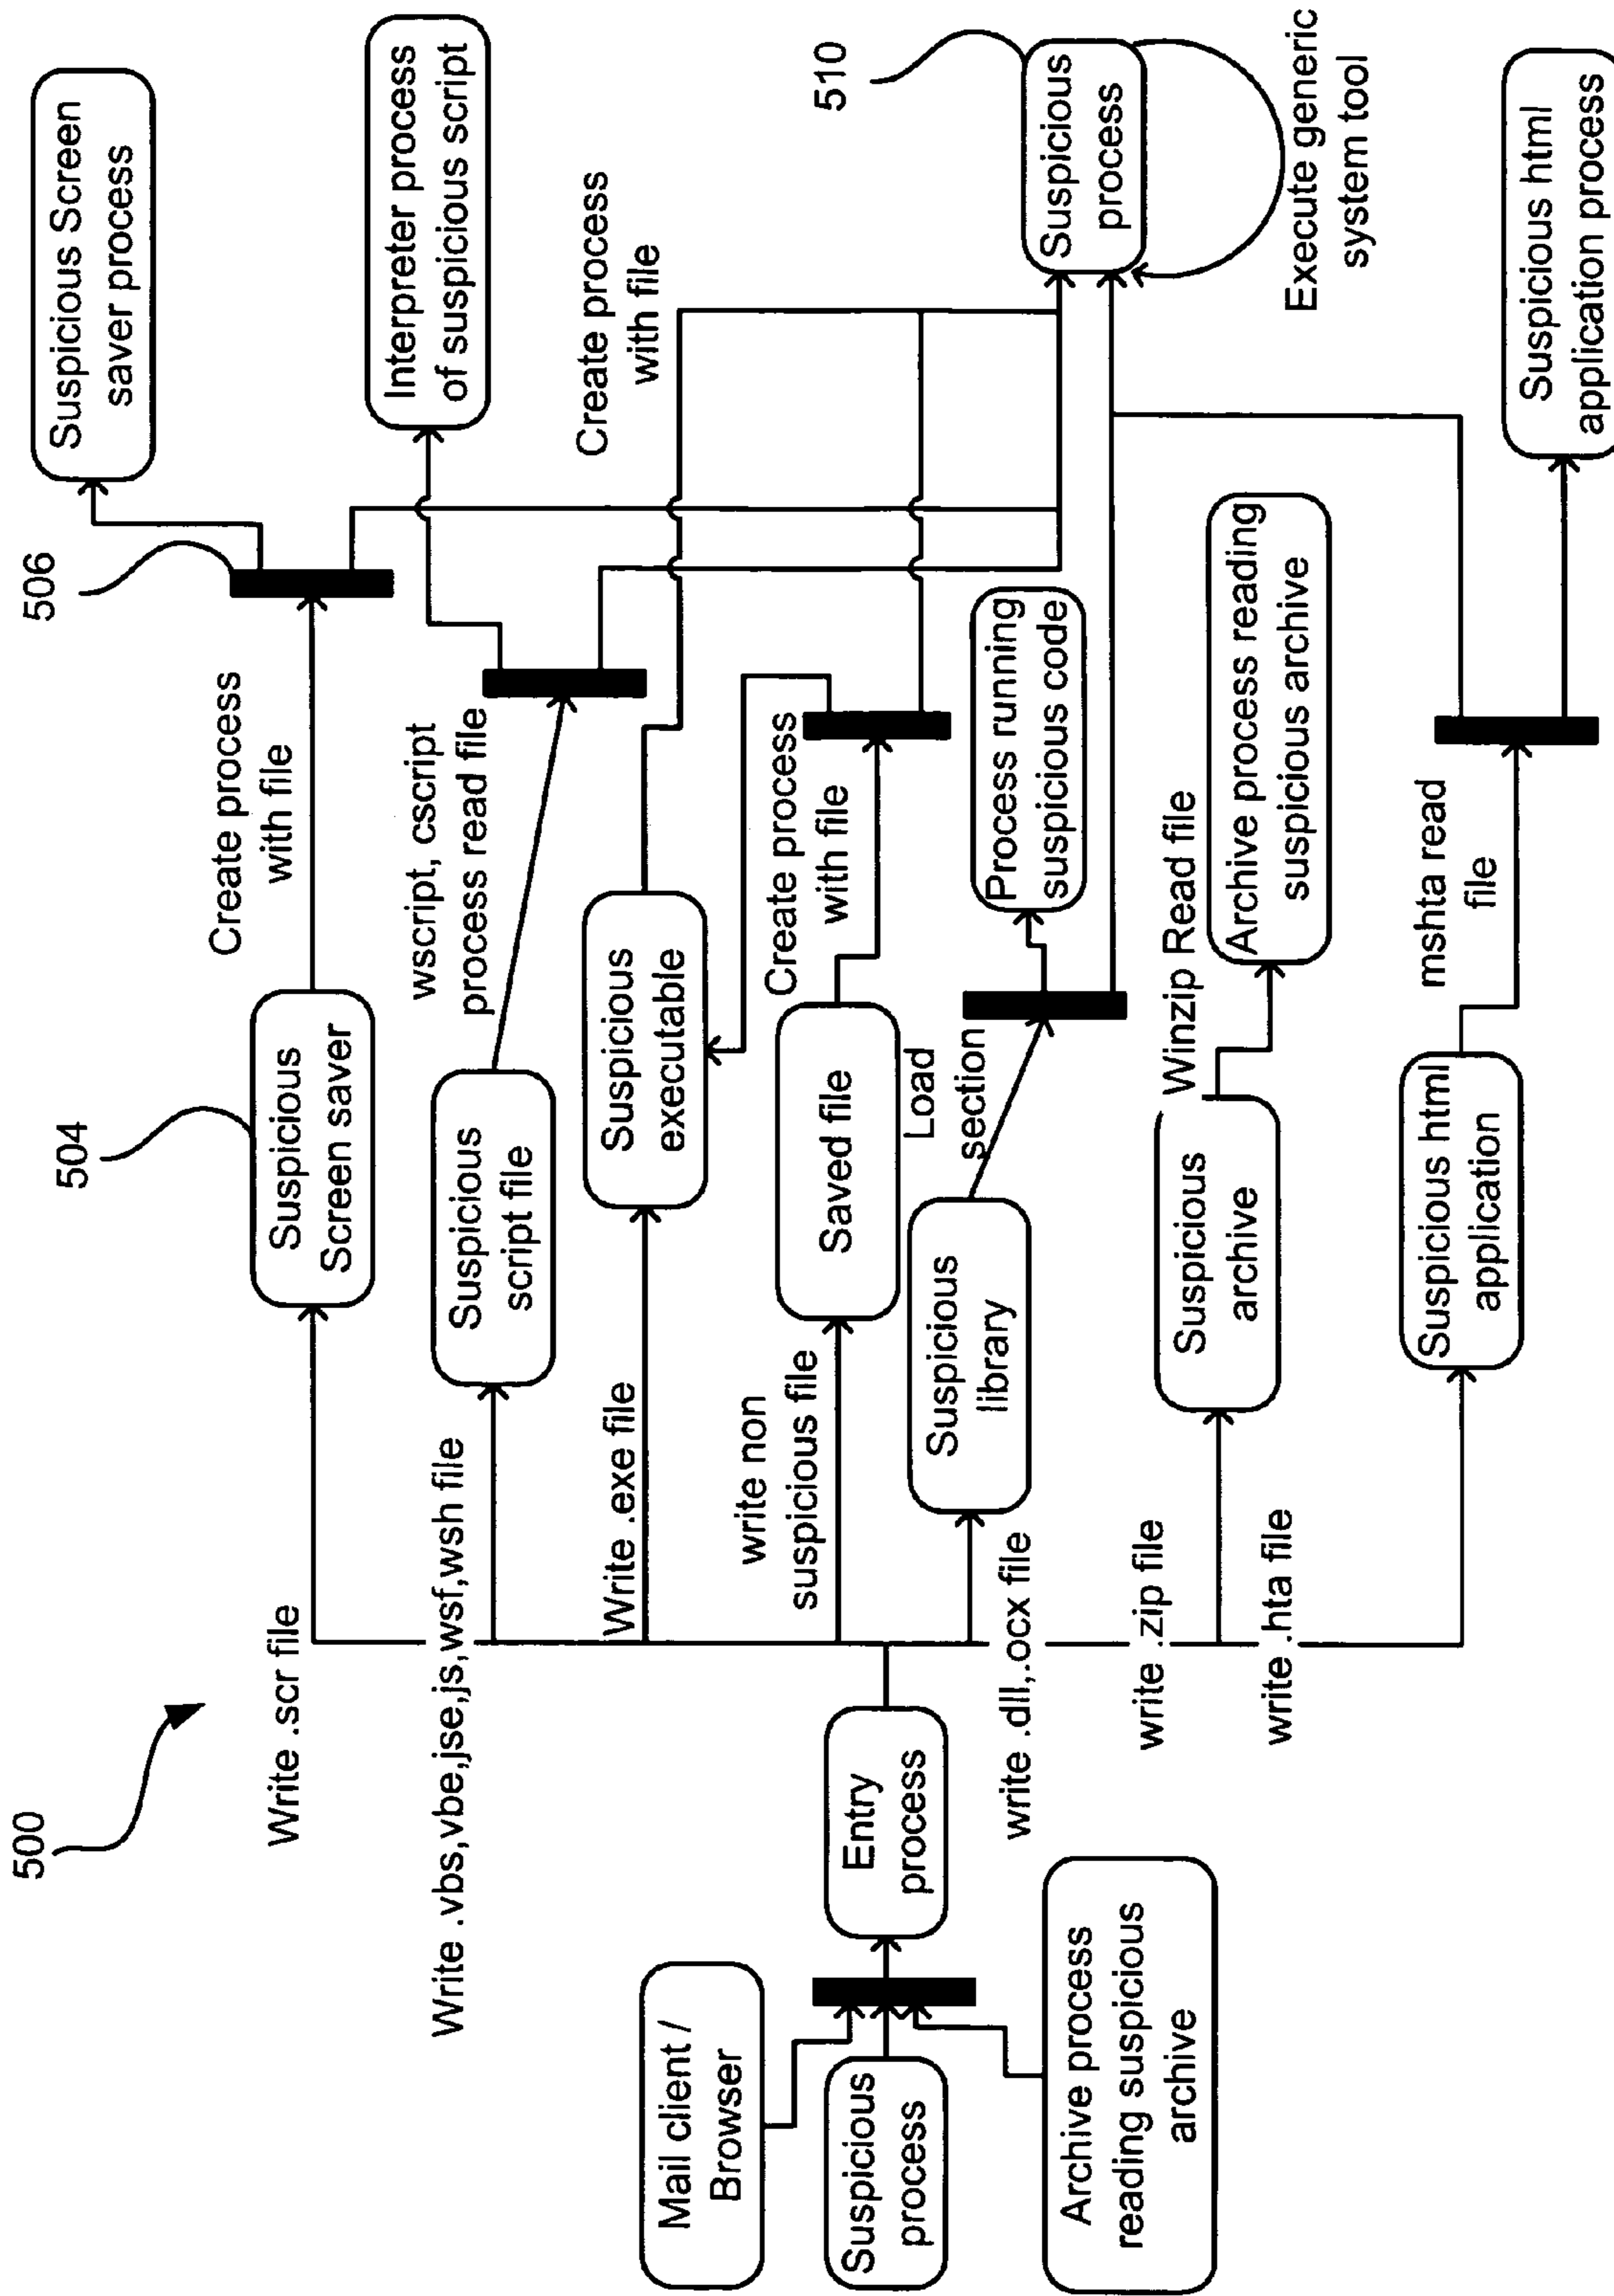 500
Mail client /
Browser
Suspicious
process
Archive process
reading suspicious
archive
Entry
process
Write .scr file
Write .vbs,vbe,jse,js,wsf,wsh file
Write .exe file
write non
suspicious file
write .dll,.ocx file
write .zip file
write .hta file
504
Suspicious
Screen saver
Suspicious
script file
Suspicious
executable
Saved file
Suspicious
library
Suspicious
archive
Suspicious html
application
Create process
with file
wscript, cscript
process read file
Create process
with file
Load
section
Winzip Read file
mshta read
file
506
Process running
suspicious code
Archive process reading
suspicious archive
Create process
with file
Suspicious Screen
saver process
Interpreter process
of suspicious script
510
Suspicious
process
Execute generic
system tool
Suspicious html
application process